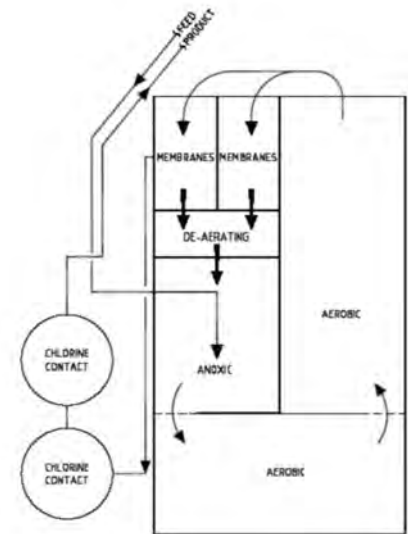 FEED
PRODUCT
MEMBRANES
MEMBRANES
DE-AERATING
AEROBIC
CHLORINE
CONTACT
ANOXIC
CHLORINE
CONTACT
AEROBIC